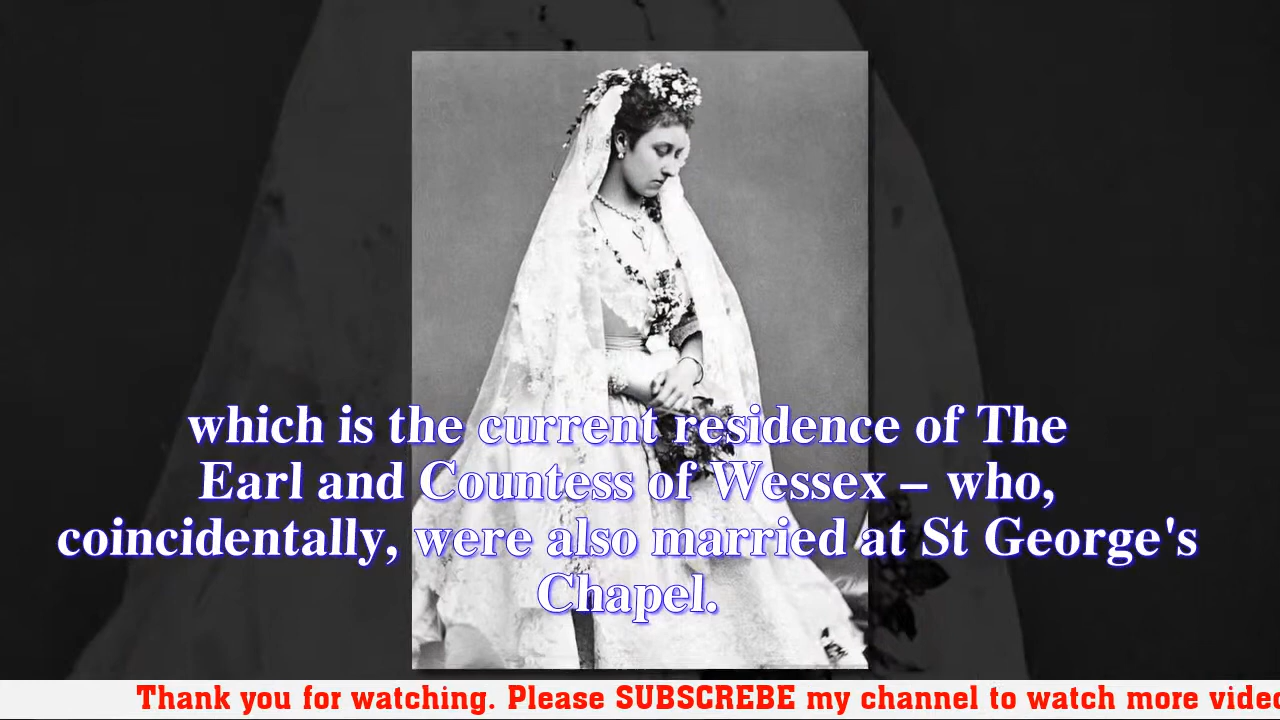 which is the current residence of The
Earl and Countess of Wessex – who,
coincidentally, were also married at St George's
Chapel.
Thank you for watching. Please SUBSCREBE my channel to watch more video